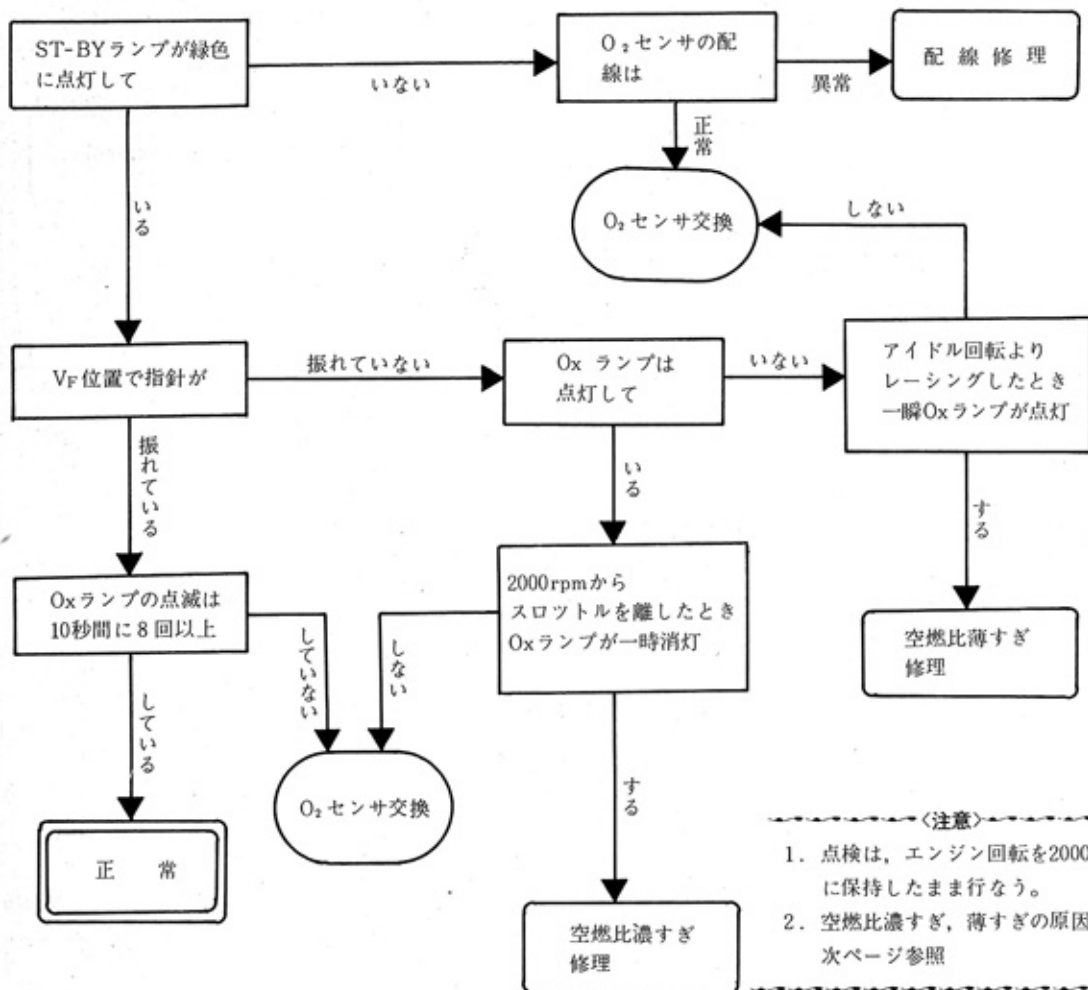 ST-BYランプが緑色
に点灯して
いない
O₂センサの配
線は
異常
配線修理
正常
O₂センサ交換
しない
いる
VF位置で指針が
振れていない
Oxランプは
点灯して
いない
アイドル回転より
レーシングしたとき
一瞬Oxランプが点灯
振れている
いる
する
Oxランプの点滅は
10秒間に8回以上
していない
しない
2000rpmから
スロツトルを離したとき
Oxランプが一時消灯
空燃比薄すぎ
修理
している
O₂センサ交換
する
正常
空燃比濃すぎ
修理
〈注意〉
1. 点検は，エンジン回転を2000
に保持したまま行なう。
2. 空燃比濃すぎ，薄すぎの原因
次ページ参照